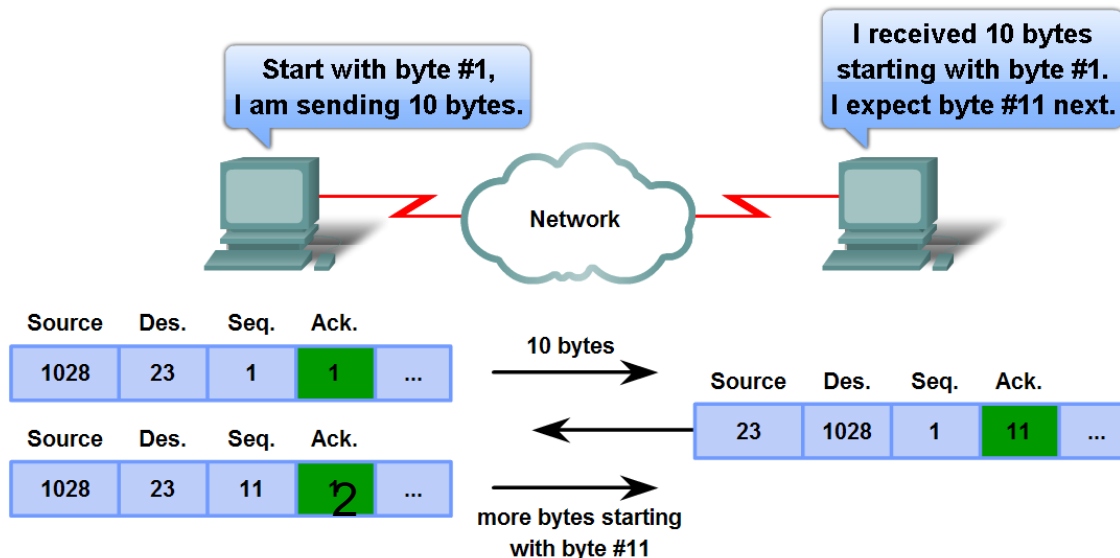 Start with byte #1,
I am sending 10 bytes.
I received 10 bytes
starting with byte #1.
I expect byte #11 next.
Network
Source Des. Seq. Ack.
1028 23 1 1 ...
10 bytes
Source Des. Seq. Ack.
23 1028 1 11 ...
Source Des. Seq. Ack.
1028 23 11 12 ...
more bytes starting
with byte #11